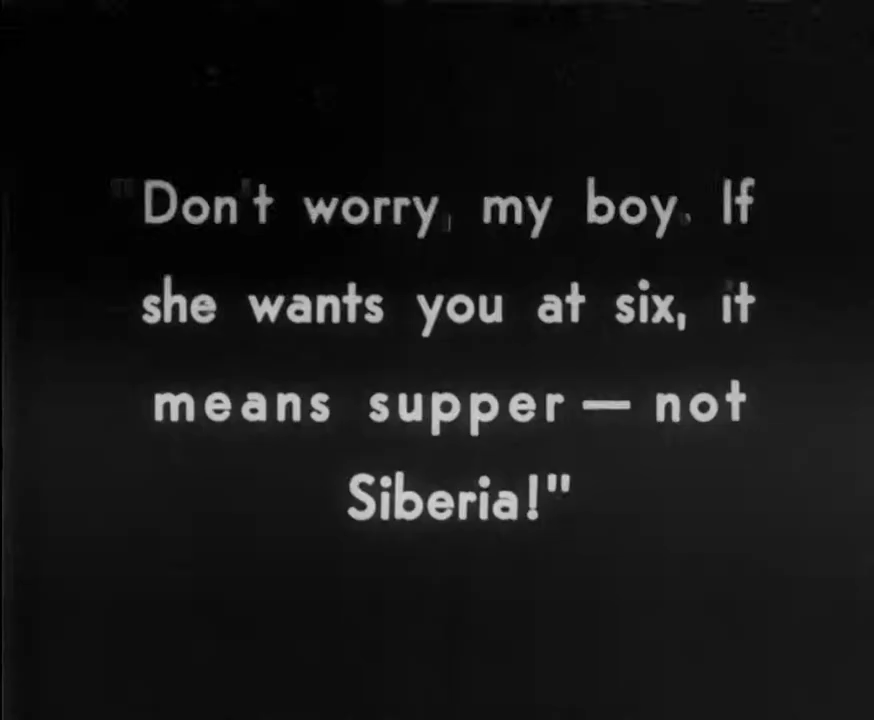 "Don't worry, my boy. If
she wants you at six, it
means supper — not
Siberia!"